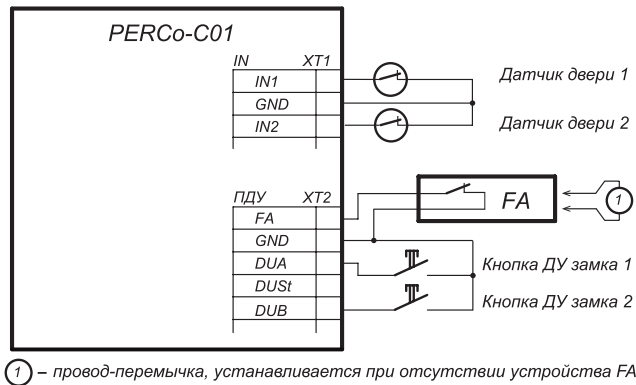 PERCo-C01
IN XT1
IN1
GND
IN2
Датчик двери 1
Датчик двери 2
ПДУ XT2
FA
GND
DUA
DUSt
DUB
FA
1
Кнопка ДУ замка 1
Кнопка ДУ замка 2
1 – провод-перемычка, устанавливается при отсутствии устройства FA